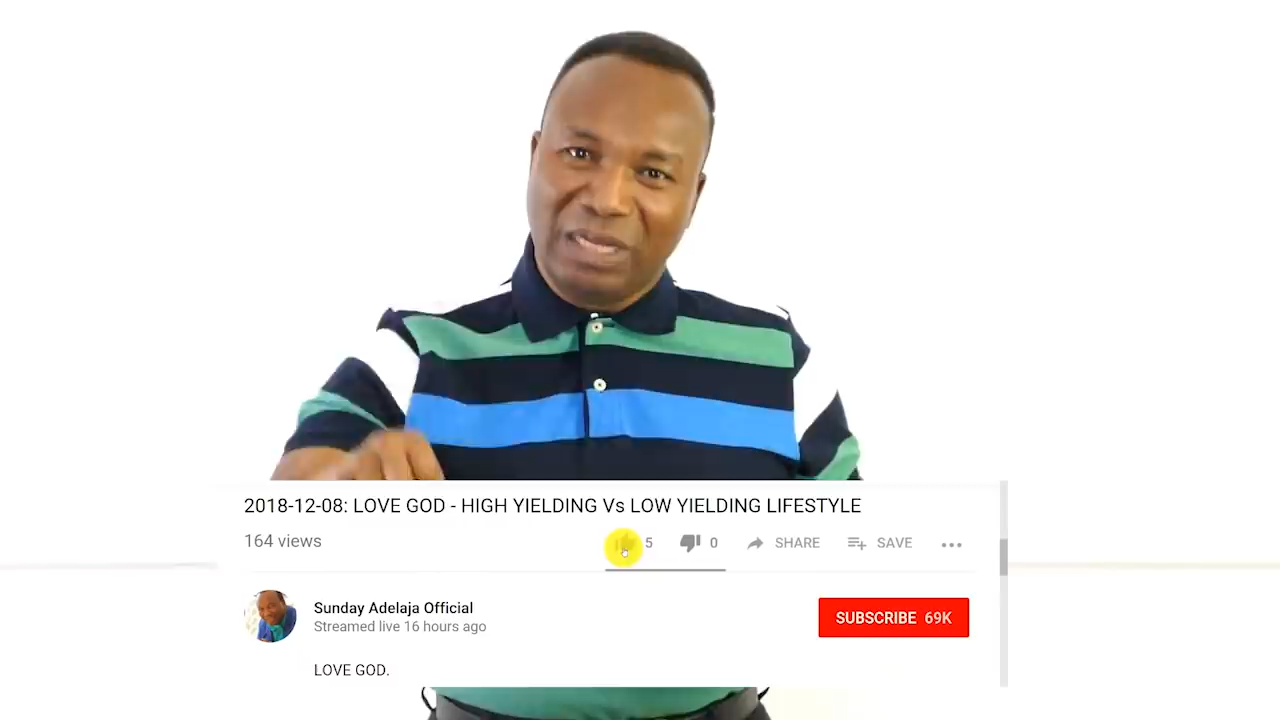 2018-12-08: LOVE GOD - HIGH YIELDING Vs LOW YIELDING LIFESTYLE
164 views
5 0 SHARE SAVE
Sunday Adelaja Official
SUBSCRIBE 69K
Streamed live 16 hours ago
LOVE GOD.